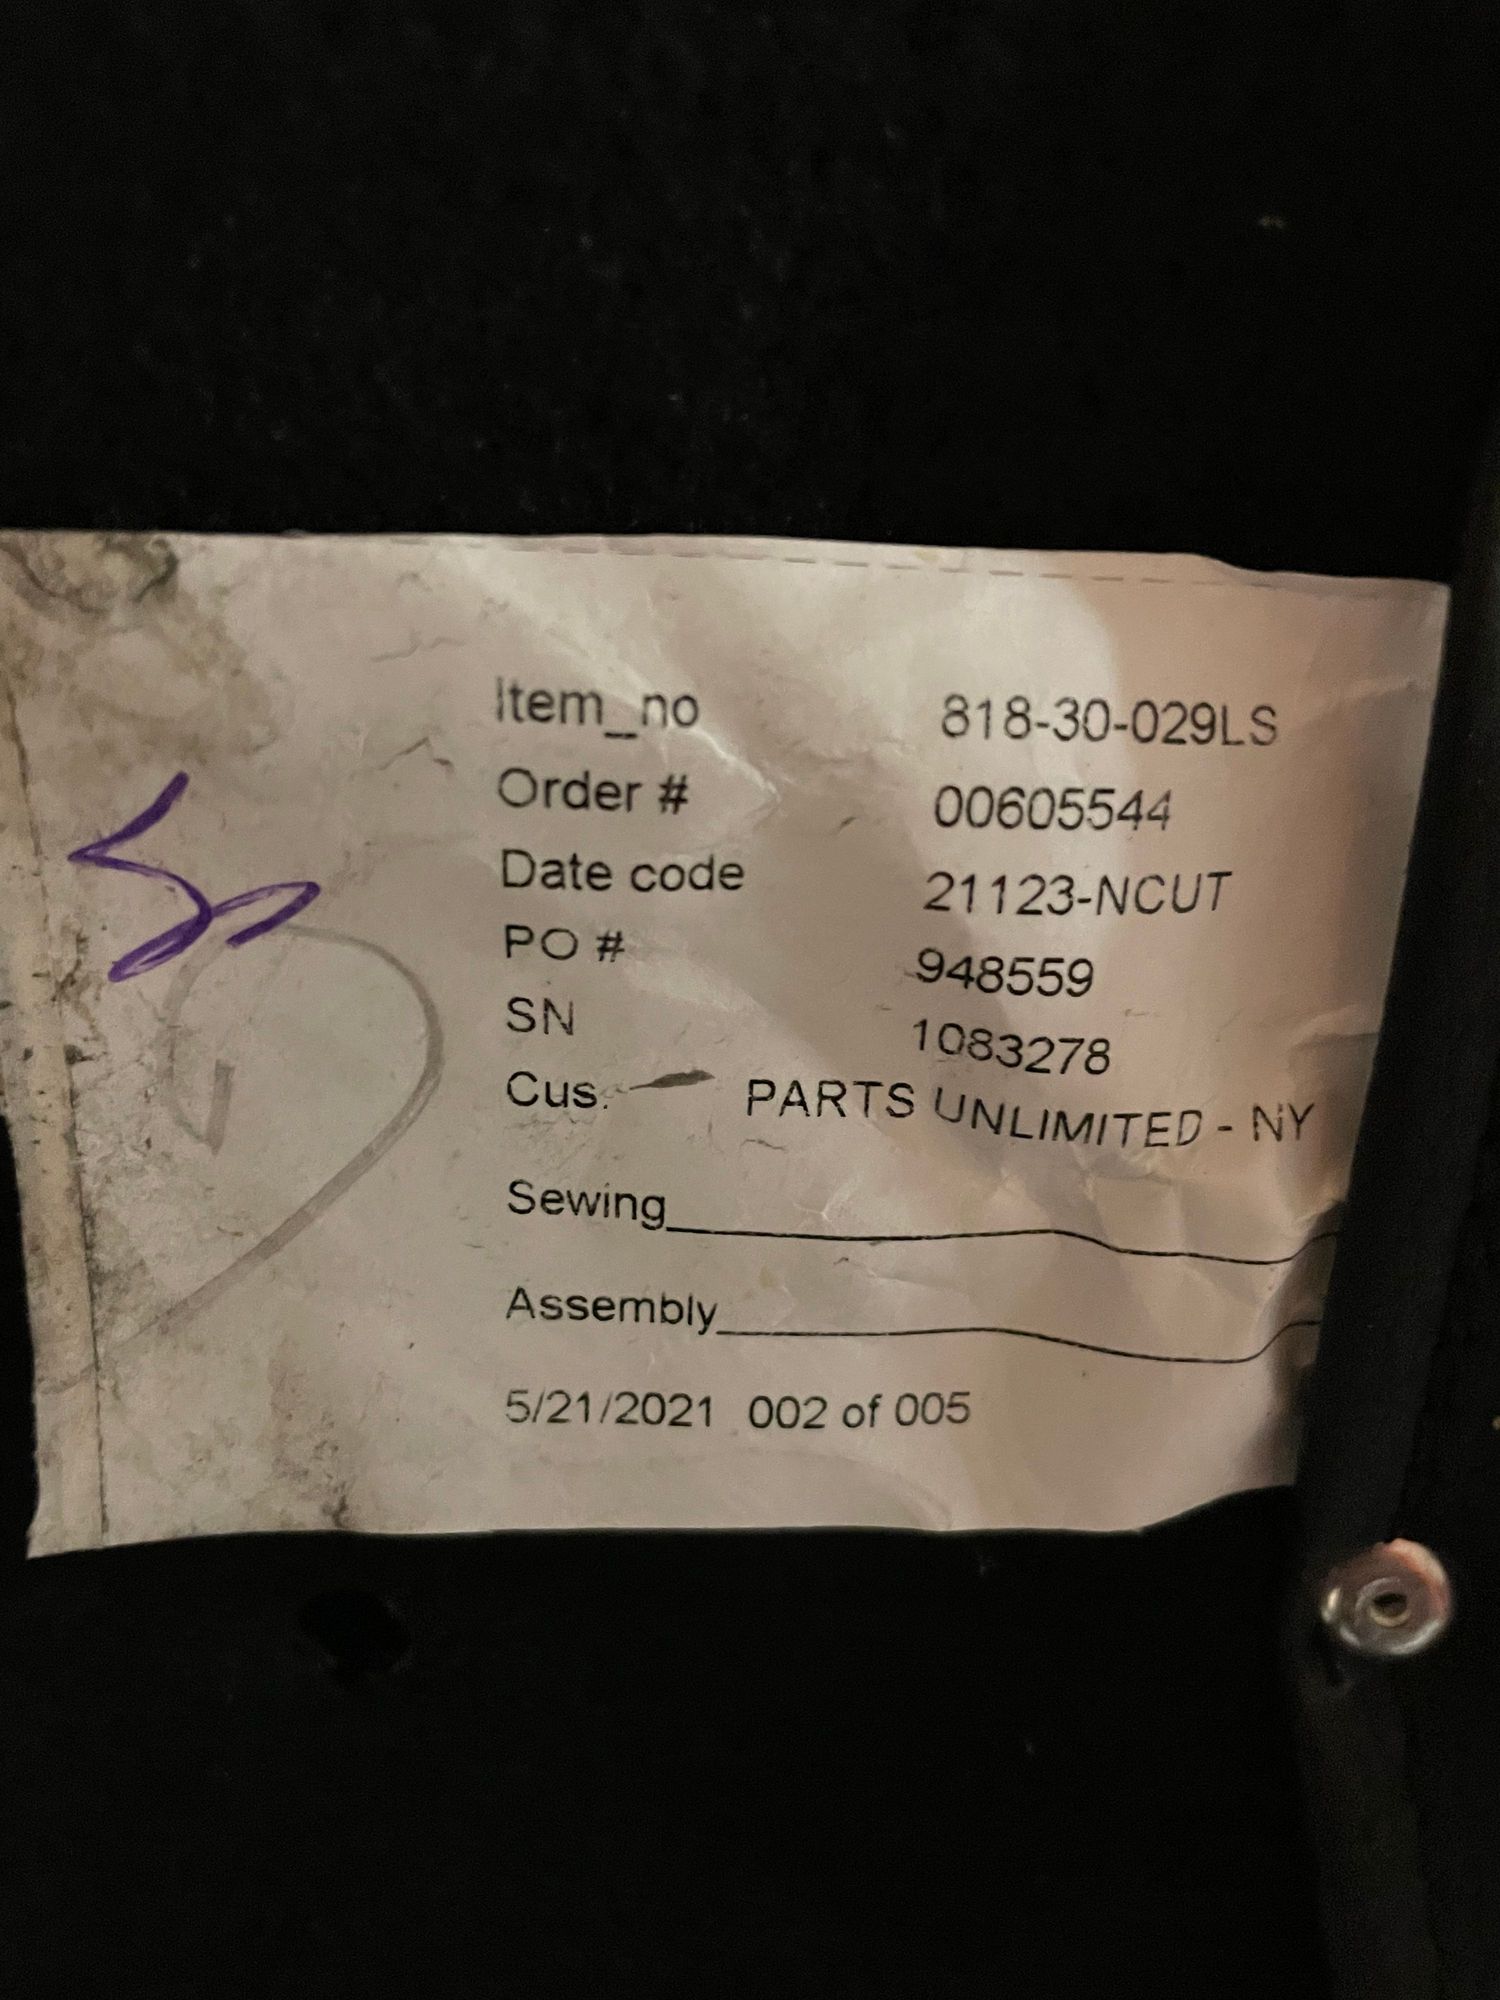 Item_no 818-30-029LS
Order # 00605544
Date code 21123-NCUT
PO # 948559
SN 1083278
Cus. PARTS UNLIMITED - NY
Sewing
Assembly
5/21/2021 002 of 005